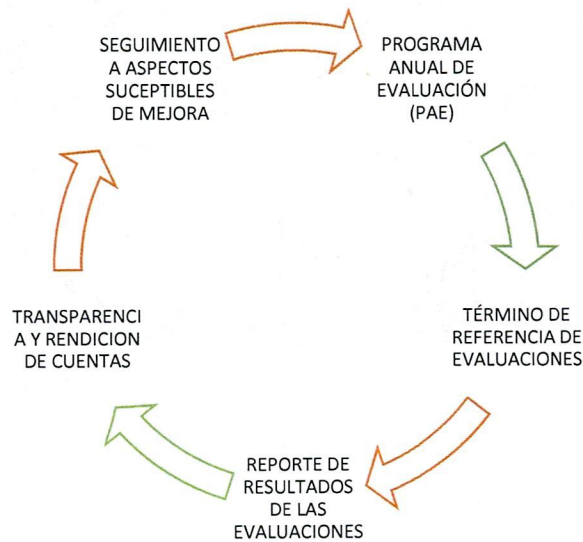 SEGUIMIENTO
A ASPECTOS
SUCEPTIBLES
DE MEJORA
PROGRAMA
ANUAL DE
EVALUACIÓN
(PAE)
TÉRMINO DE
REFERENCIA DE
EVALUACIONES
REPORTE DE
RESULTADOS
DE LAS
EVALUACIONES
TRANSPARENCI
A Y RENDICION
DE CUENTAS